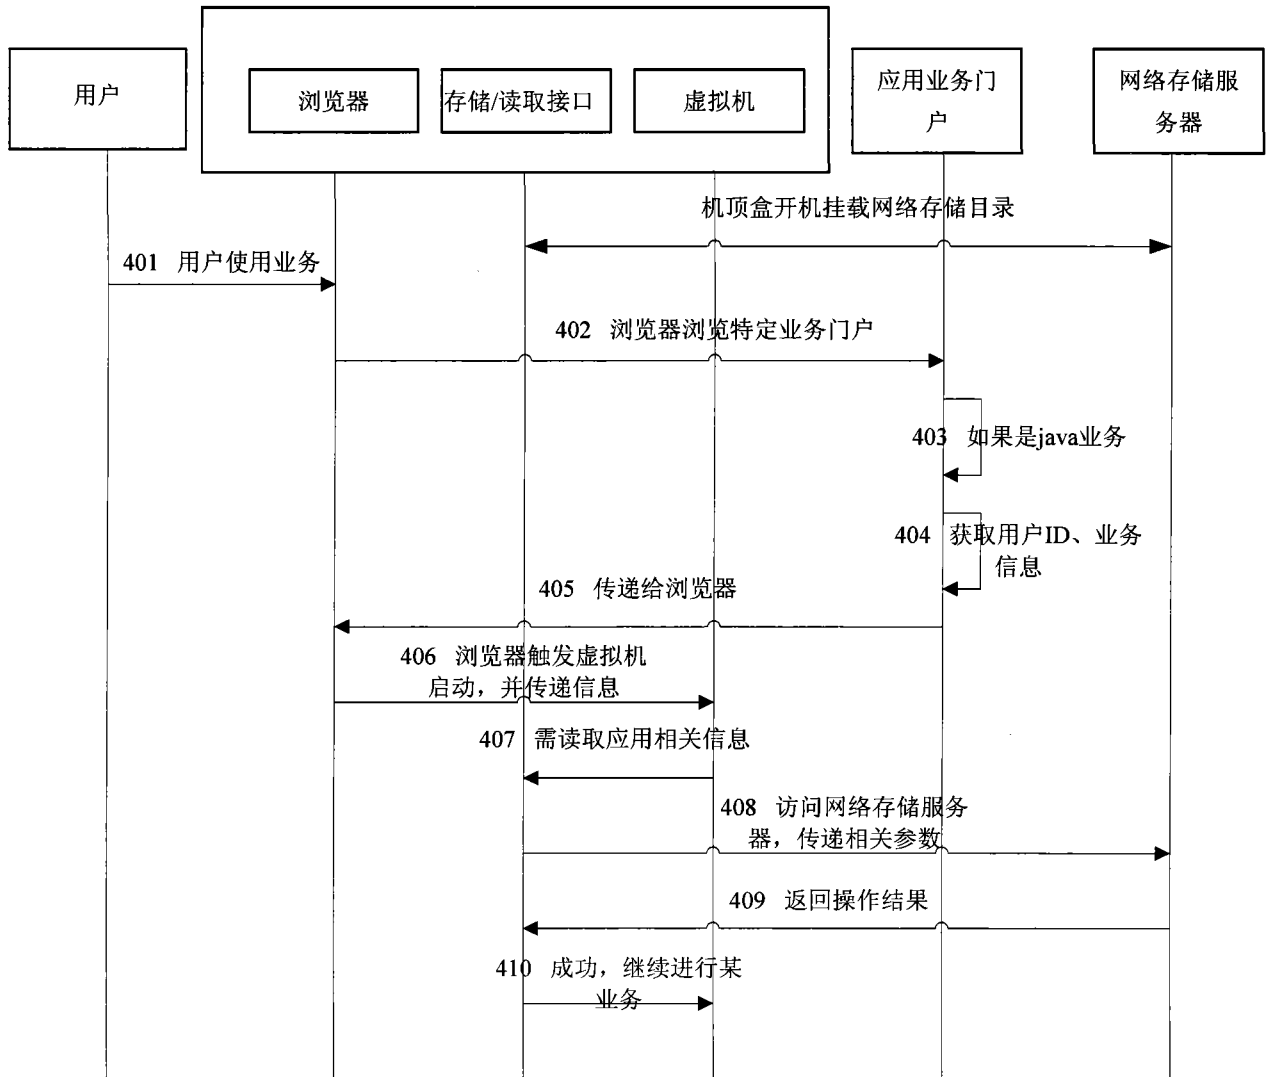 用户
浏览器
存储/读取接口
虚拟机
应用业务门
户
网络存储服
务器
机顶盒开机挂载网络存储目录
401 用户使用业务
402 浏览器浏览特定业务门户
403 如果是java业务
404 获取用户ID、业务
信息
405 传递给浏览器
406 浏览器触发虚拟机
启动，并传递信息
407 需读取应用相关信息
408 访问网络存储服务
器，传递相关参数
409 返回操作结果
410 成功，继续进行某
业务